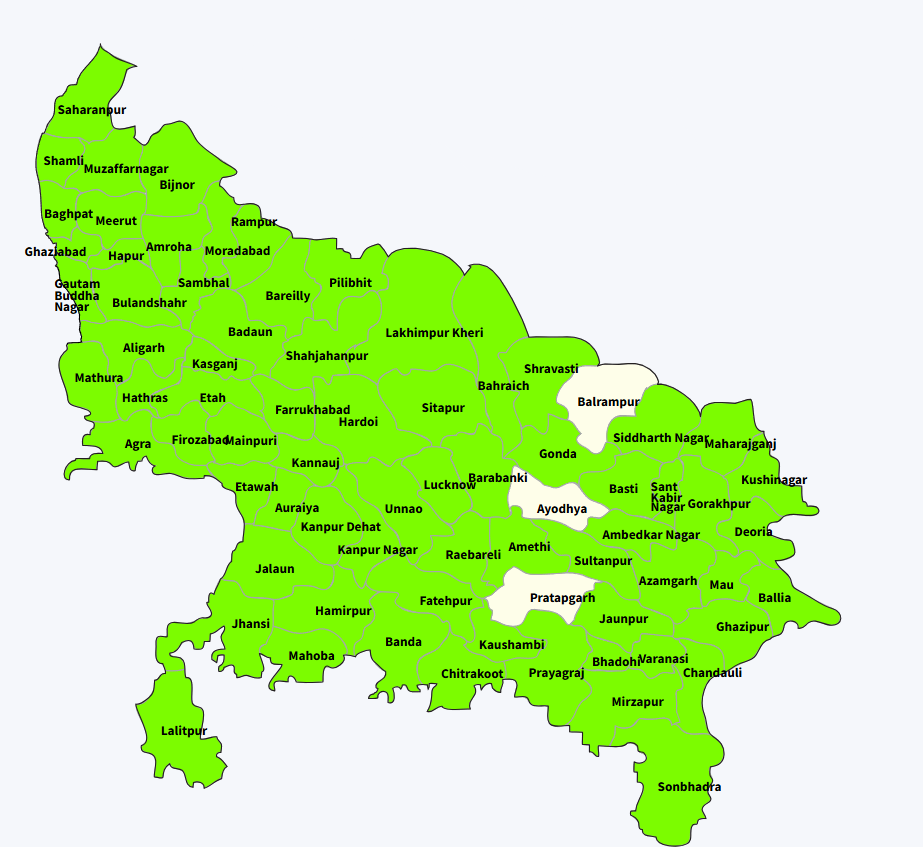 Saharanpur
Shamli
Muzaffarnagar
Bijnor
Baghpat
Meerut
Rampur
Ghaziabad
Hapur
Amroha
Moradabad
Gautam
Buddha
Nagar
Bulandshahr
Sambhal
Bareilly
Pilibhit
Badaun
Lakhimpur Kheri
Aligarh
Shahjahanpur
Kasganj
Shravasti
Mathura
Bahraich
Hathras
Etah
Balrampur
Farrukhabad
Sitapur
Hardoi
Agra
Firozabad
Mainpuri
Siddharth Nagar
Maharajganj
Gonda
Kannauj
Barabanki
Kushinagar
Etawah
Lucknow
Basti
Sant
Kabir
Nagar
Gorakhpur
Auraiya
Unnao
Ayodhya
Kanpur Dehat
Deoria
Ambedkar Nagar
Kanpur Nagar
Raebareli
Amethi
Sultanpur
Jalaun
Azamgarh
Mau
Ballia
Fatehpur
Pratapgarh
Hamirpur
Jhansi
Jaunpur
Ghazipur
Banda
Kaushambi
Mahoba
Bhadohi
Varanasi
Chitrakoot
Prayagraj
Chandauli
Mirzapur
Lalitpur
Sonbhadra